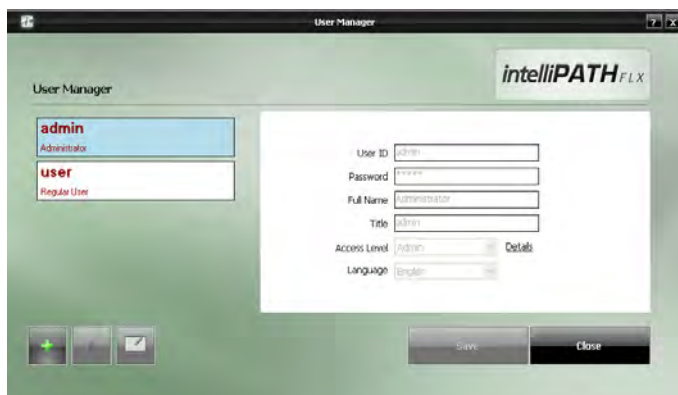 User Manager
? X
intelliPATH FLX
User Manager
admin
Administrator
user
Regular User
User ID admin
Password *****
Full Name Administrator
Title admin
Access Level Admin Details
Language English
+
Save Close